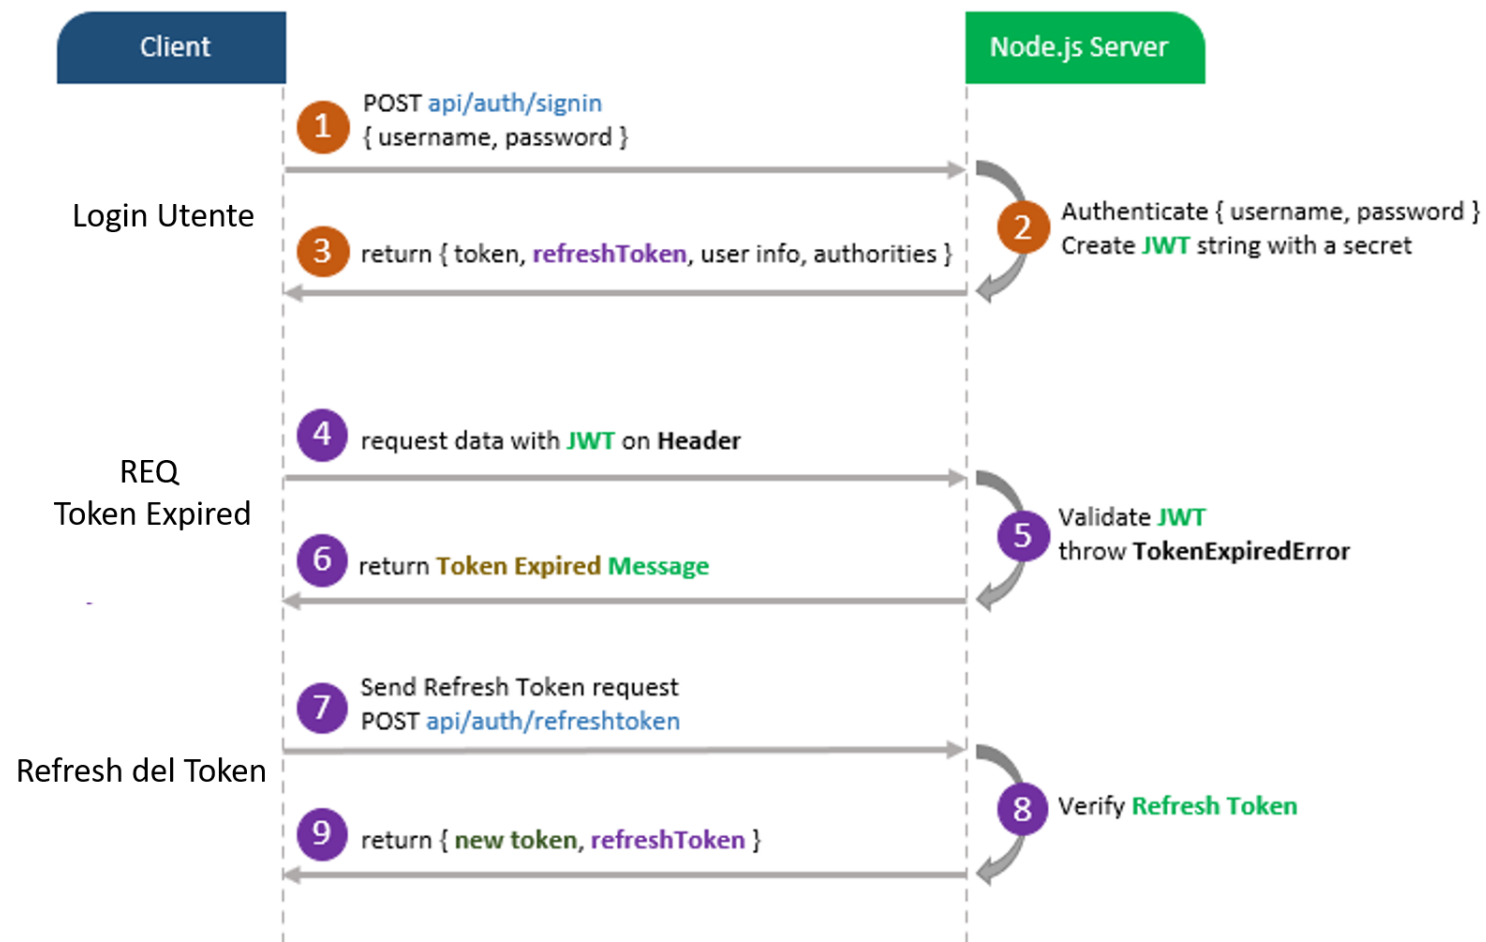 Client
Node.js Server
1
POST api/auth/signin
{ username, password }
Login Utente
2
Authenticate { username, password }
Create JWT string with a secret
3
return { token, refreshToken, user info, authorities }
4
request data with JWT on Header
REQ
Token Expired
5
Validate JWT
throw TokenExpiredError
6
return Token Expired Message
7
Send Refresh Token request
POST api/auth/refreshtoken
Refresh del Token
8
Verify Refresh Token
9
return { new token, refreshToken }